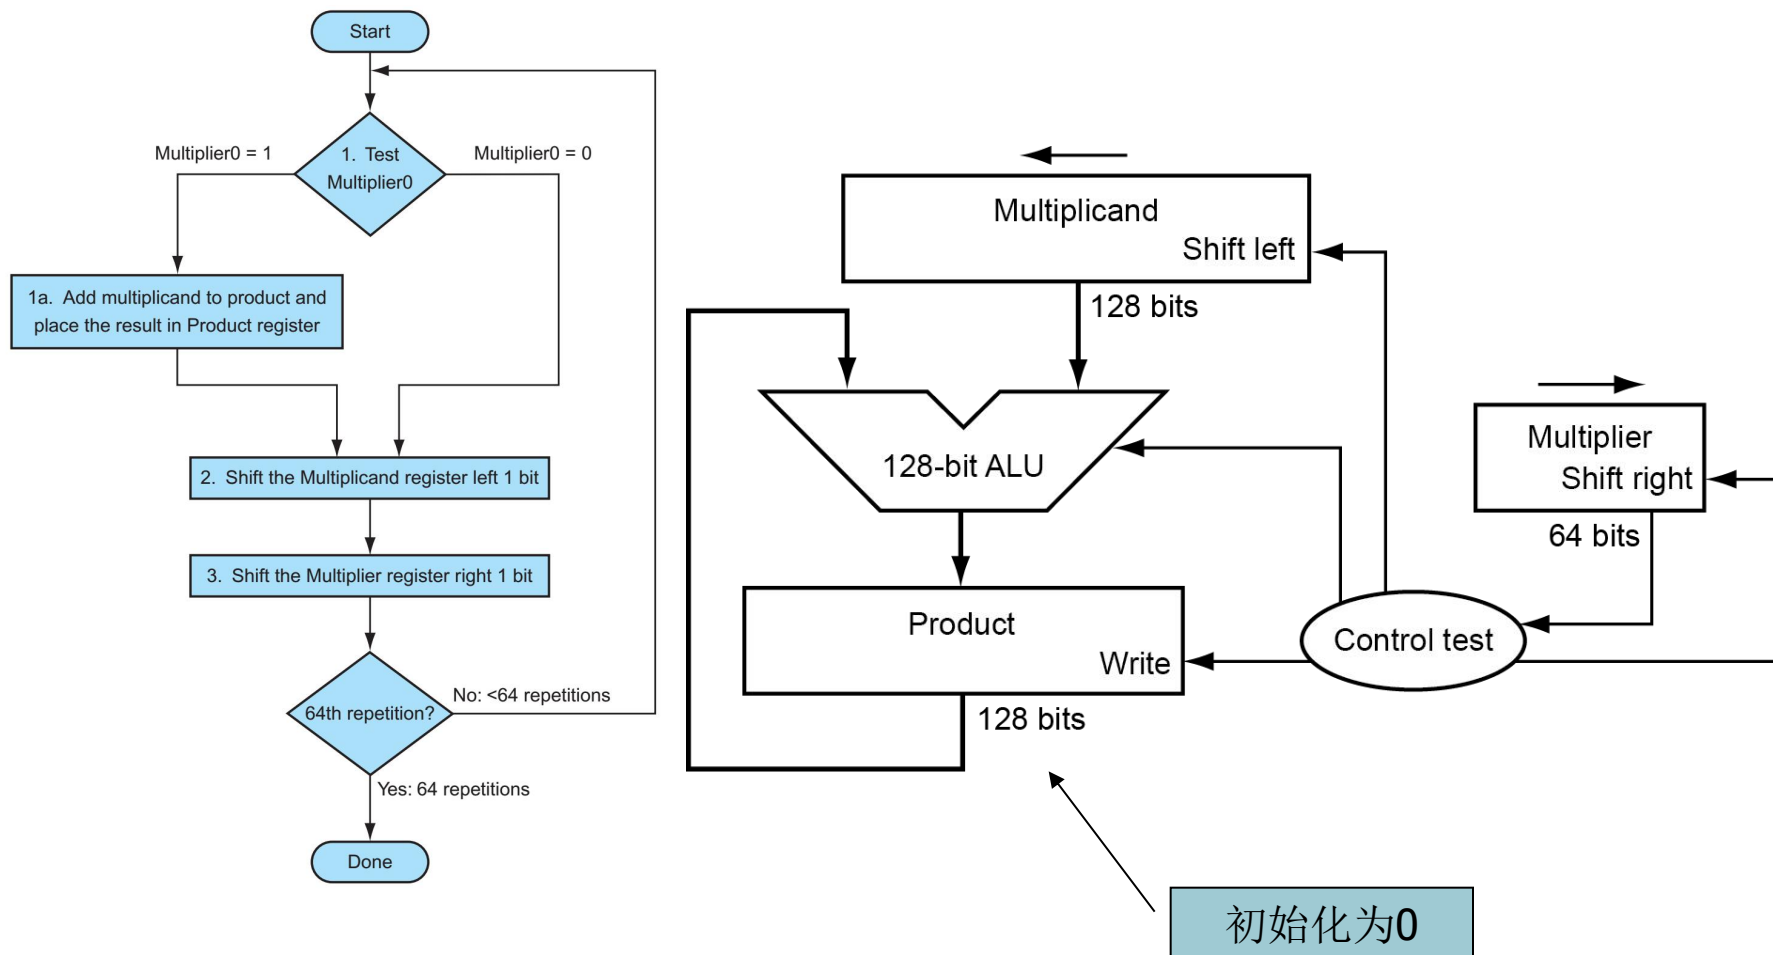 Start
Multiplier0 = 1
1. Test
Multiplier0
Multiplier0 = 0
1a. Add multiplicand to product and
place the result in Product register
2. Shift the Multiplicand register left 1 bit
3. Shift the Multiplier register right 1 bit
64th repetition?
No: <64 repetitions
Yes: 64 repetitions
Done
Multiplicand
Shift left
128 bits
128-bit ALU
Multiplier
Shift right
64 bits
Product
Write
128 bits
Control test
初始化为0